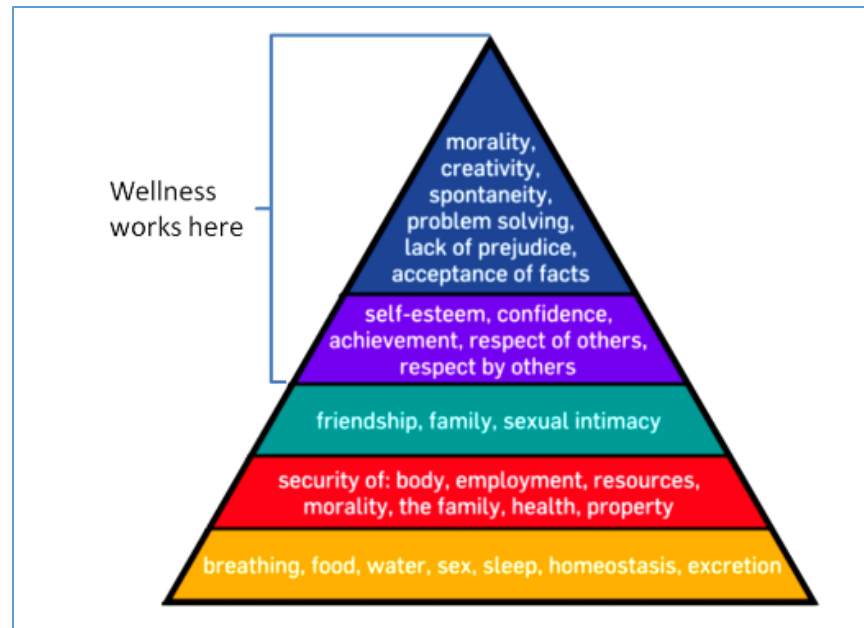 morality,
creativity,
spontaneity,
problem solving,
lack of prejudice,
acceptance of facts
Wellness
works here
self-esteem, confidence,
achievement, respect of others,
respect by others
friendship, family, sexual intimacy
security of: body, employment, resources,
morality, the family, health, property
breathing, food, water, sex, sleep, homeostasis, excretion